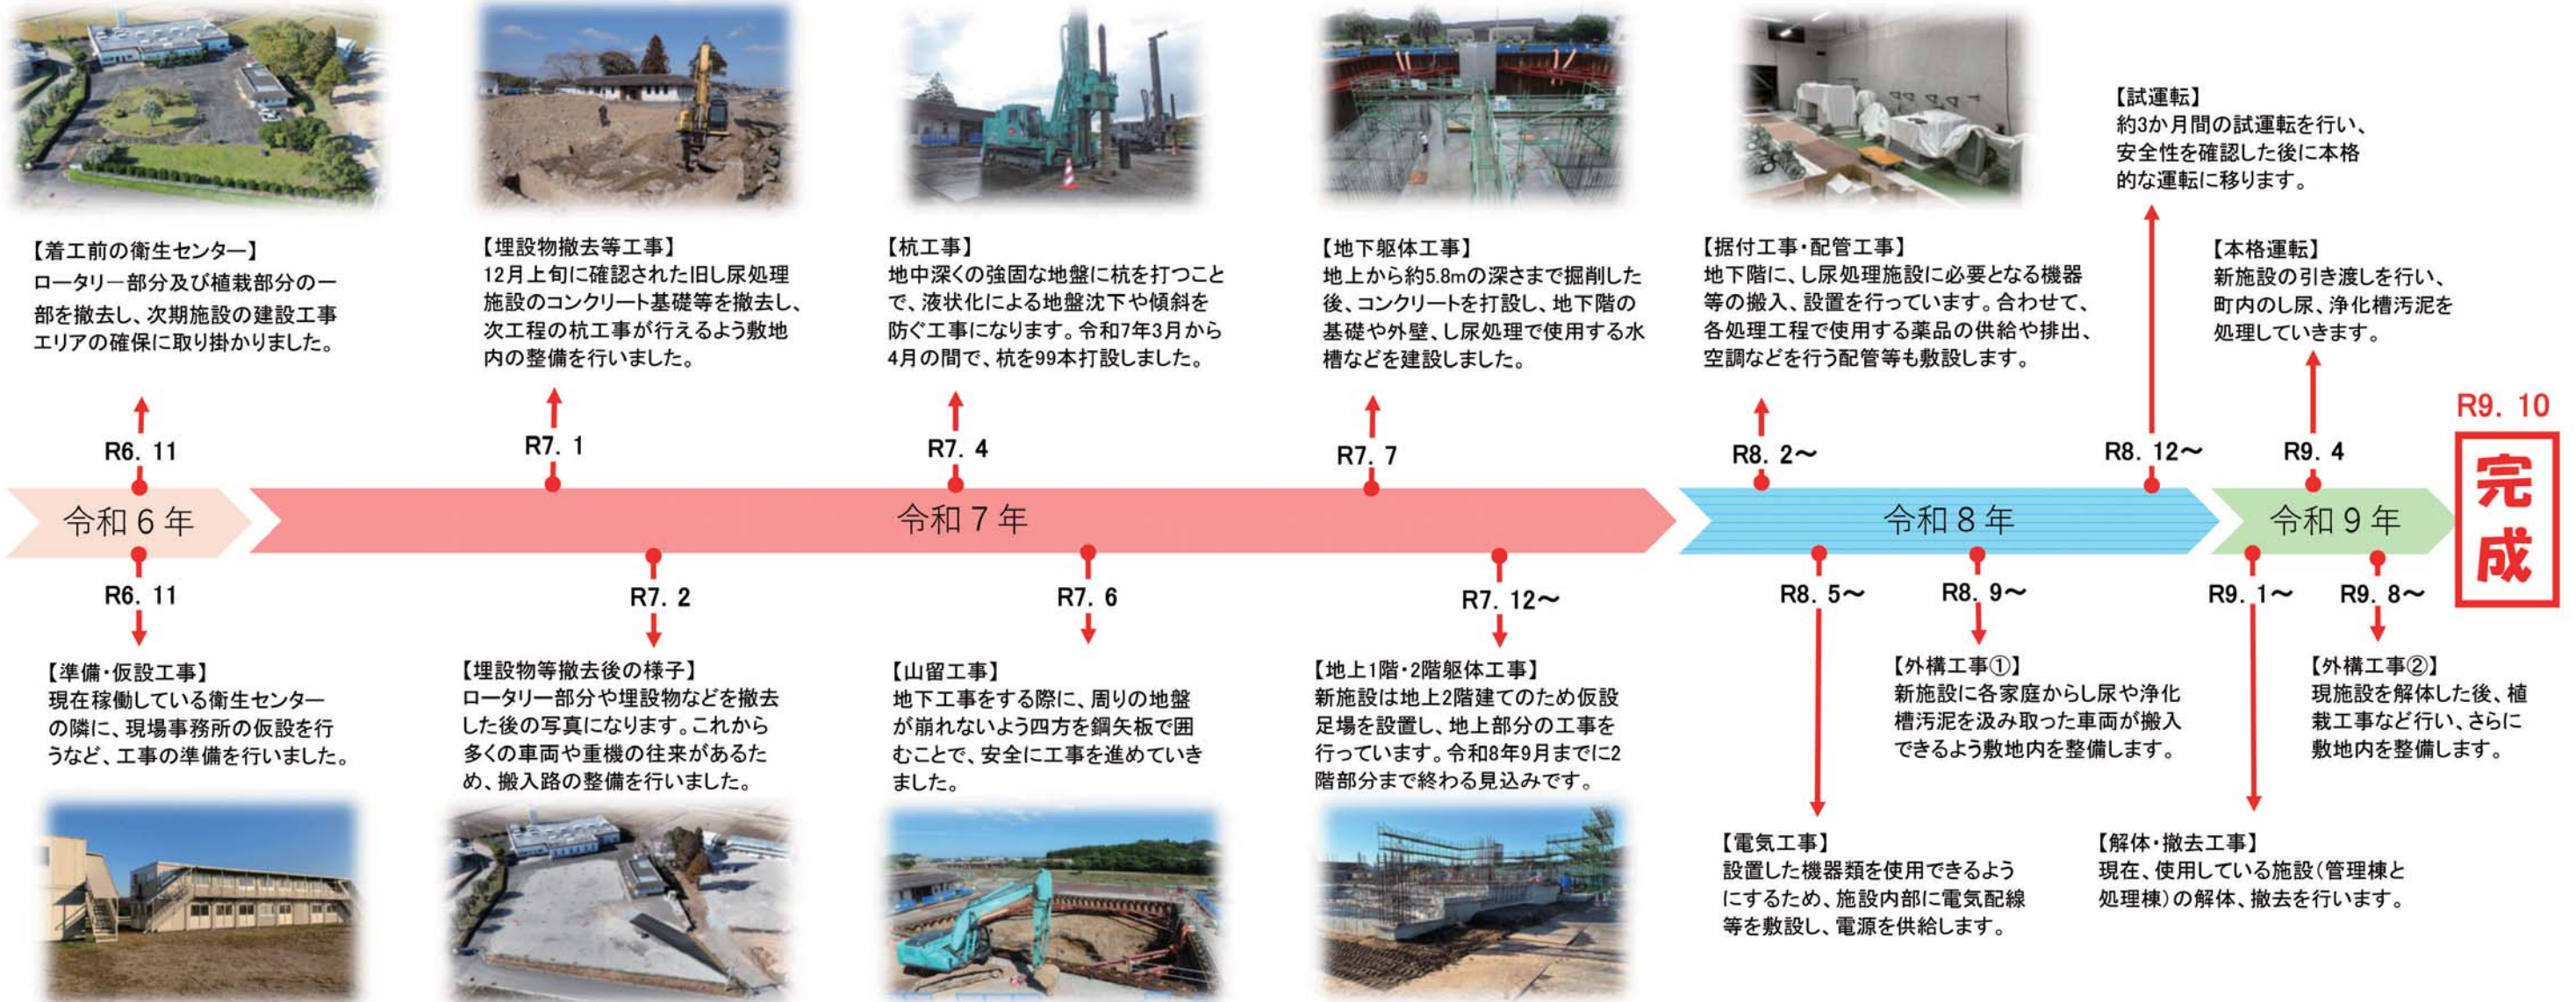 【着工前の衛生センター】
ロータリー部分及び植栽部分の一
部を撤去し、次期施設の建設工事
エリアの確保に取り掛かりました。
【埋設物撤去等工事】
12月上旬に確認された旧し尿処理
施設のコンクリート基礎等を撤去し、
次工程の杭工事が行えるよう敷地
内の整備を行いました。
【杭工事】
地中深くの強固な地盤に杭を打つこと
で、液状化による地盤沈下や傾斜を
防ぐ工事になります。令和7年3月から
4月の間で、杭を99本打設しました。
【地下躯体工事】
地上から約5.8mの深さまで掘削した
後、コンクリートを打設し、地下階の
基礎や外壁、し尿処理で使用する水
槽などを建設しました。
【据付工事・配管工事】
地下階に、し尿処理施設に必要となる機器
等の搬入、設置を行っています。合わせて、
各処理工程で使用する薬品の供給や排出、
空調などを行う配管等も敷設します。
【試運転】
約3か月間の試運転を行い、
安全性を確認した後に本格
的な運転に移ります。
【本格運転】
新施設の引き渡しを行い、
町内のし尿、浄化槽汚泥を
処理していきます。
R6. 11
R7. 1
R7. 4
R7. 7
R8. 2～
R8. 12～
R9. 4
R9. 10
完成
令和6年
令和7年
令和8年
令和9年
R6. 11
R7. 2
R7. 6
R7. 12～
R8. 5～
R8. 9～
R9. 1～
R9. 8～
【準備・仮設工事】
現在稼働している衛生センター
の隣に、現場事務所の仮設を行
うなど、工事の準備を行いました。
【埋設物等撤去後の様子】
ロータリー部分や埋設物などを撤去
した後の写真になります。これから
多くの車両や重機の往来があるた
め、搬入路の整備を行いました。
【山留工事】
地下工事をする際に、周りの地盤
が崩れないよう四方を鋼矢板で囲
むことで、安全に工事を進めていき
ました。
【地上1階・2階躯体工事】
新施設は地上2階建てのため仮設
足場を設置し、地上部分の工事を
行っています。令和8年9月までに2
階部分まで終わる見込みです。
【外構工事①】
新施設に各家庭からし尿や浄化
槽汚泥を汲み取った車両が搬入
できるよう敷地内を整備します。
【外構工事②】
現施設を解体した後、植
栽工事など行い、さらに
敷地内を整備します。
【電気工事】
設置した機器類を使用できるよう
にするため、施設内部に電気配線
等を敷設し、電源を供給します。
【解体・撤去工事】
現在、使用している施設（管理棟と
処理棟）の解体、撤去を行います。